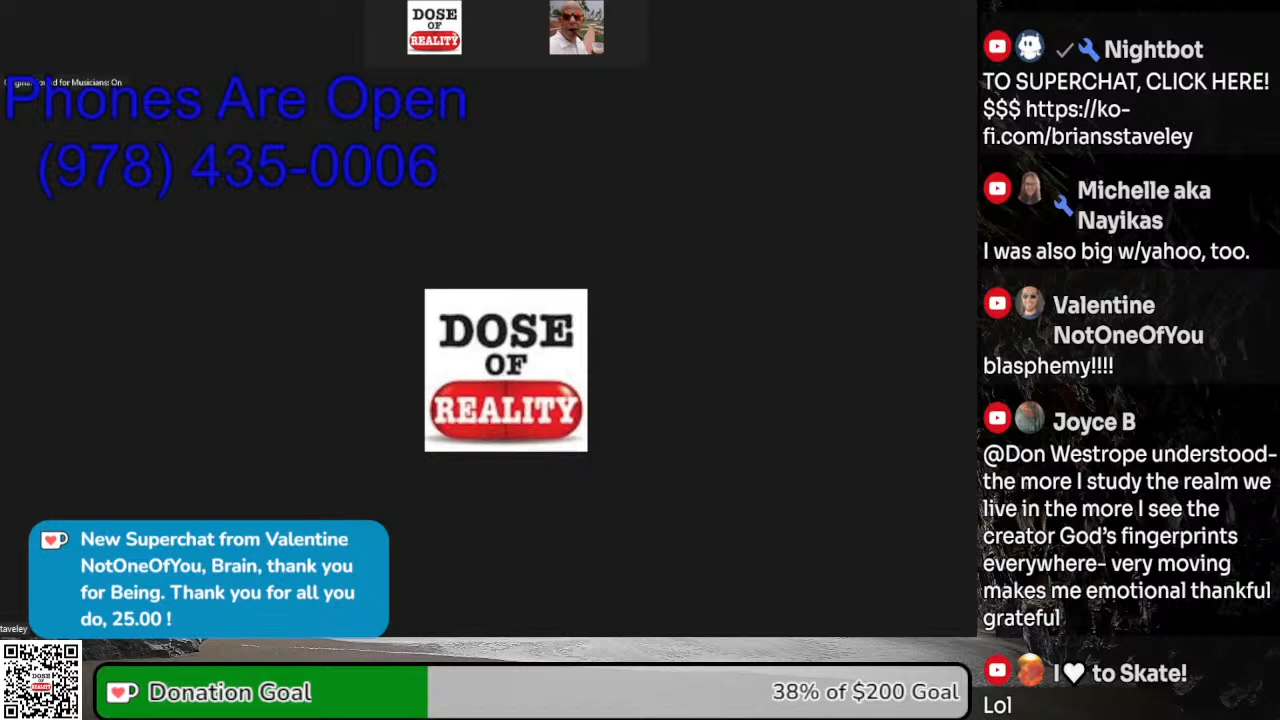 DOSE
OF
REALITY
Phones Are Open
(978) 435-0006
DOSE
OF
REALITY
New Superchat from Valentine
NotOneOfYou, Brain, thank you
for Being. Thank you for all you
do, 25.00 !
taveley
Donation Goal
38% of $200 Goal
Nightbot
TO SUPERCHAT, CLICK HERE!
$$$ https://ko-
fi.com/briansstaveley
Michelle aka
Nayikas
I was also big w/yahoo, too.
Valentine
NotOneOfYou
blasphemy!!!!
Joyce B
@Don Westrope understood-
the more I study the realm we
live in the more I see the
creator God's fingerprints
everywhere- very moving
makes me emotional thankful
grateful
I🤍 to Skate!
Lol